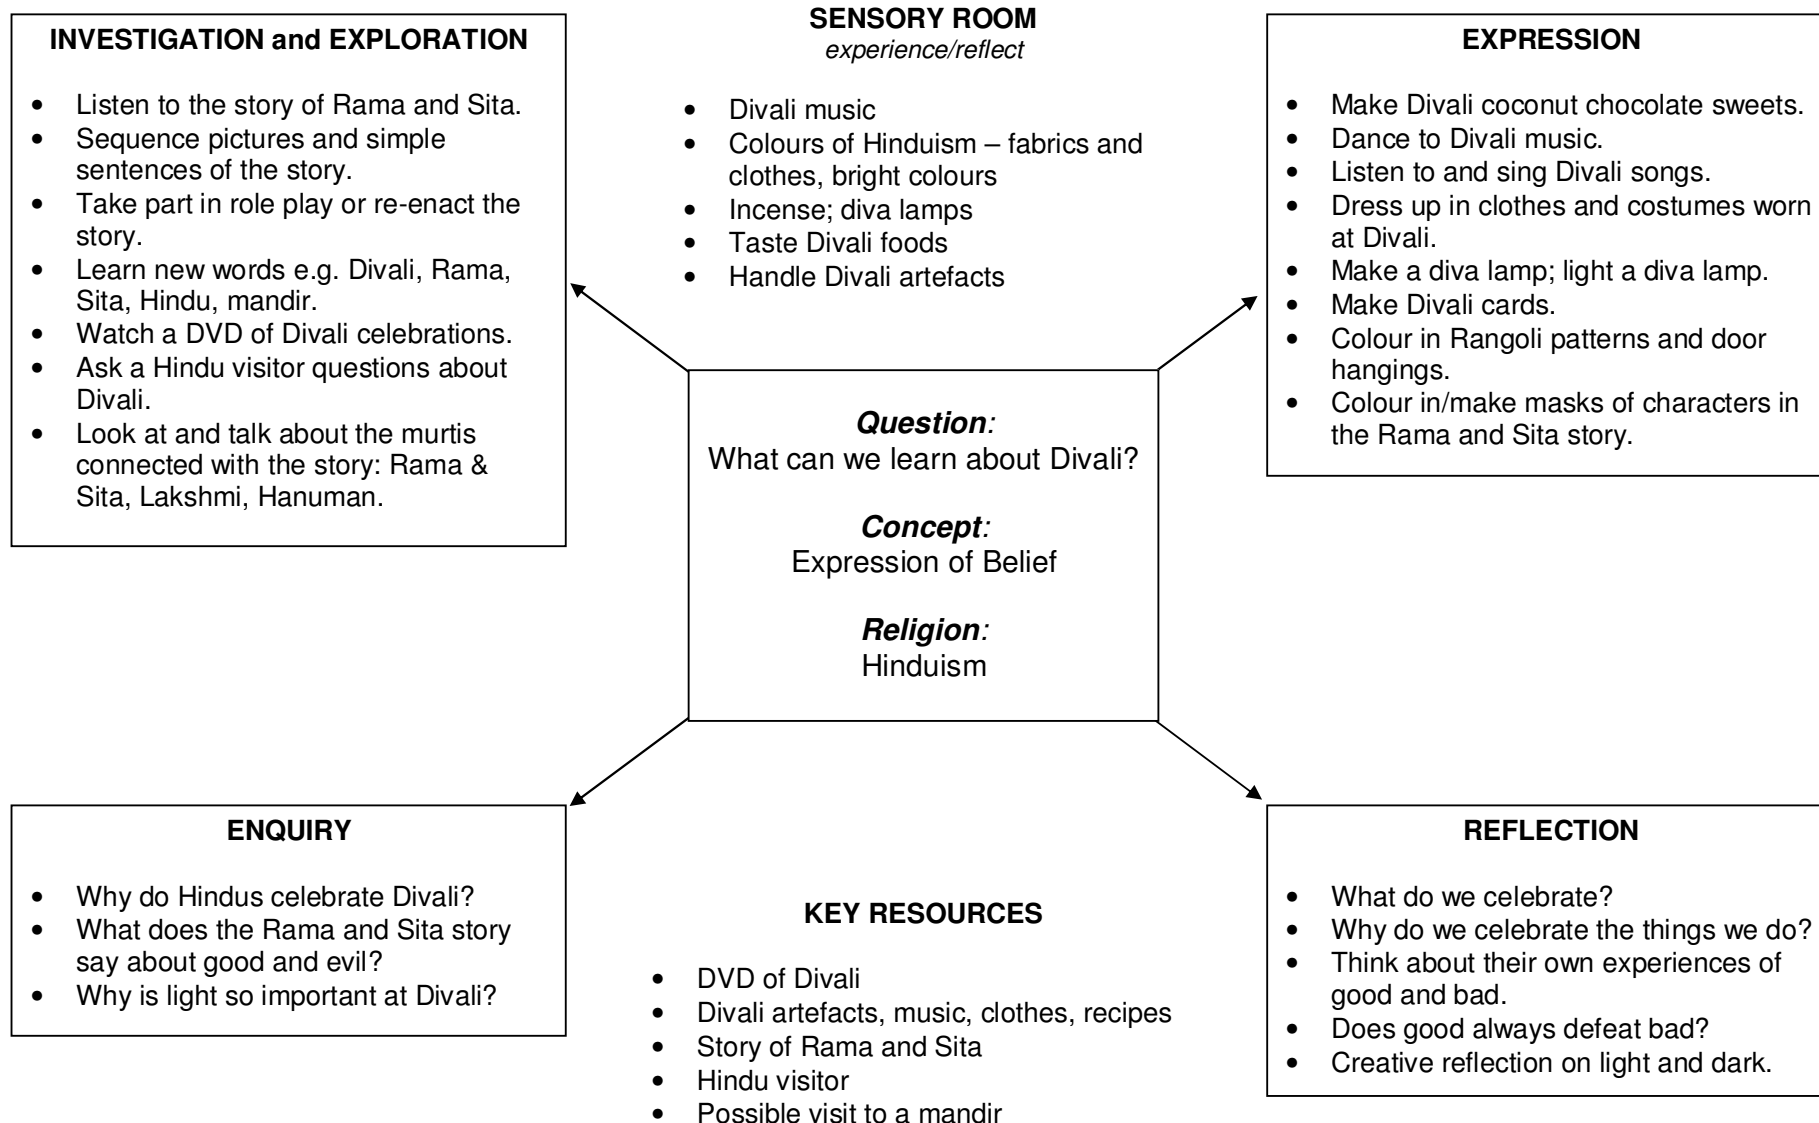 INVESTIGATION and EXPLORATION
• Listen to the story of Rama and Sita.
• Sequence pictures and simple
sentences of the story.
• Take part in role play or re-enact the
story.
• Learn new words e.g. Divali, Rama,
Sita, Hindu, mandir.
• Watch a DVD of Divali celebrations.
• Ask a Hindu visitor questions about
Divali.
• Look at and talk about the murtis
connected with the story: Rama &
Sita, Lakshmi, Hanuman.
SENSORY ROOM
experience/reflect
• Divali music
• Colours of Hinduism – fabrics and
clothes, bright colours
• Incense; diva lamps
• Taste Divali foods
• Handle Divali artefacts
EXPRESSION
• Make Divali coconut chocolate sweets.
• Dance to Divali music.
• Listen to and sing Divali songs.
• Dress up in clothes and costumes worn
at Divali.
• Make a diva lamp; light a diva lamp.
• Make Divali cards.
• Colour in Rangoli patterns and door
hangings.
• Colour in/make masks of characters in
the Rama and Sita story.
Question:
What can we learn about Divali?
Concept:
Expression of Belief
Religion:
Hinduism
ENQUIRY
• Why do Hindus celebrate Divali?
• What does the Rama and Sita story
say about good and evil?
• Why is light so important at Divali?
KEY RESOURCES
• DVD of Divali
• Divali artefacts, music, clothes, recipes
• Story of Rama and Sita
• Hindu visitor
• Possible visit to a mandir
REFLECTION
• What do we celebrate?
• Why do we celebrate the things we do?
• Think about their own experiences of
good and bad.
• Does good always defeat bad?
• Creative reflection on light and dark.